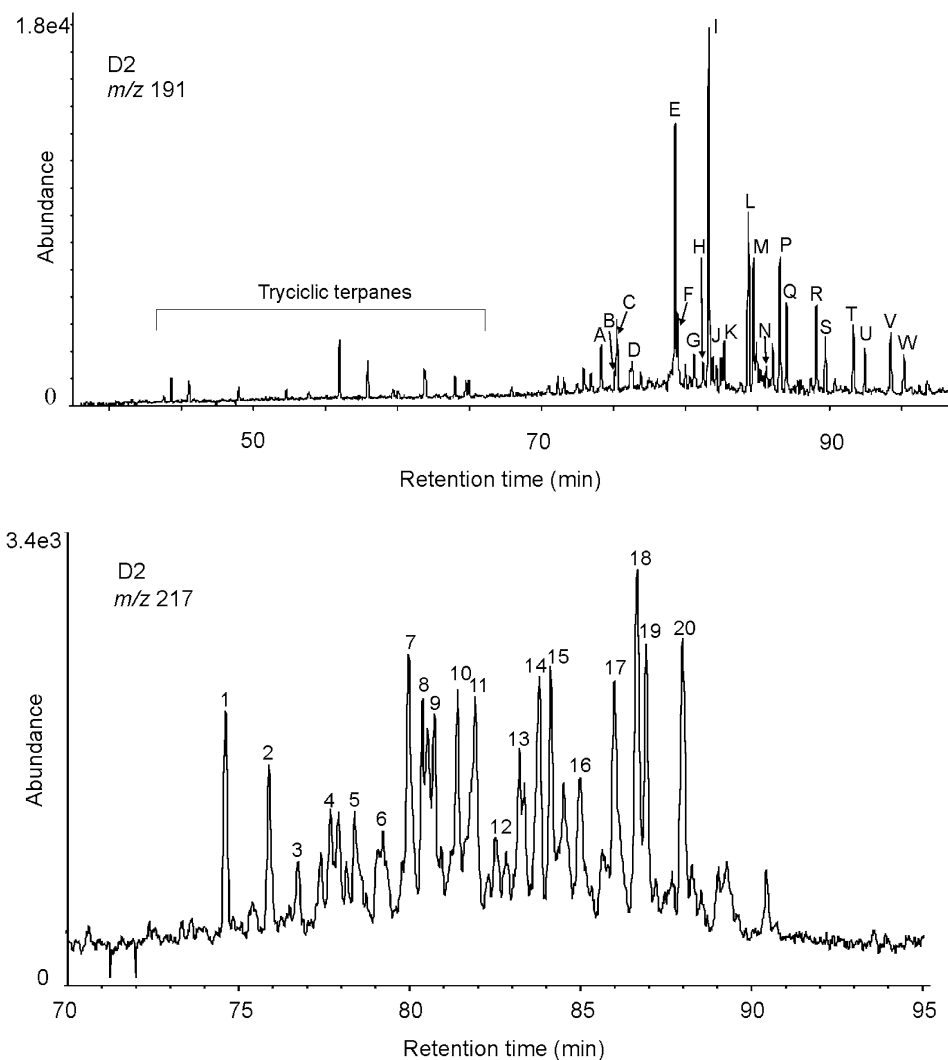 1.8e4
D2
m/z 191
Abundance
Tryciclic terpanes
A B C D E F G H I J K L M N P Q R S T U V W
0
50 70 90
Retention time (min)
3.4e3
D2
m/z 217
Abundance
1 2 3 4 5 6 7 8 9 10 11 12 13 14 15 16 17 18 19 20
0
70 75 80 85 90 95
Retention time (min)